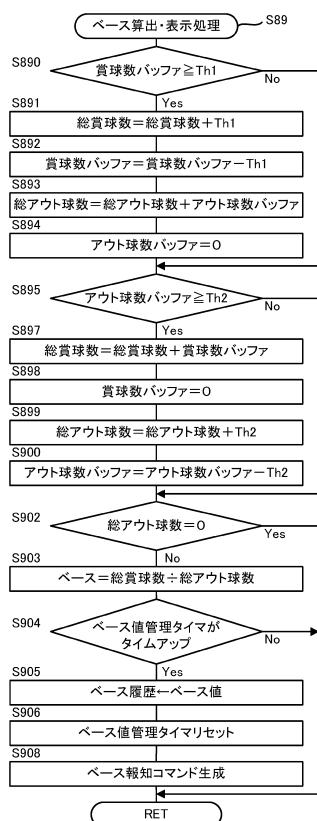 ベース算出・表示処理
S89
S890
賞球数バッファ≧Th1
No
Yes
S891
総賞球数=総賞球数+Th1
S892
賞球数バッファ=賞球数バッファ−Th1
S893
総アウト球数=総アウト球数+アウト球数バッファ
S894
アウト球数バッファ=0
S895
アウト球数バッファ≧Th2
No
Yes
S897
総賞球数=総賞球数+賞球数バッファ
S898
賞球数バッファ=0
S899
総アウト球数=総アウト球数+Th2
S900
アウト球数バッファ=アウト球数バッファ−Th2
S902
総アウト球数=0
Yes
No
S903
ベース=総賞球数÷総アウト球数
S904
ベース値管理タイマが
タイムアップ
No
Yes
S905
ベース履歴←ベース値
S906
ベース値管理タイマリセット
S908
ベース報知コマンド生成
RET